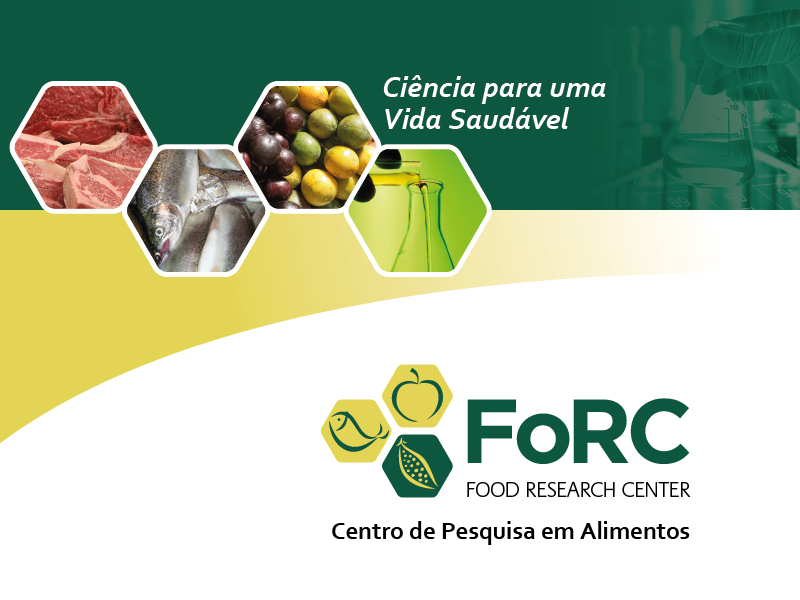 Ciência para uma
Vida Saudável
FoRC
FOOD RESEARCH CENTER
Centro de Pesquisa em Alimentos